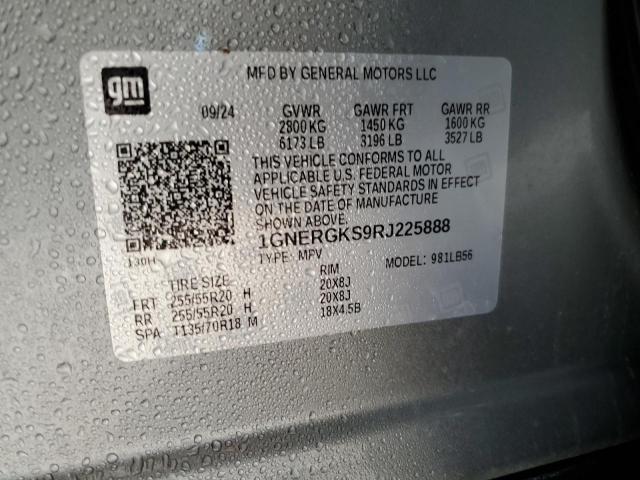 gm
MFD BY GENERAL MOTORS LLC
09/24 GVWR GAWR FRT GAWR RR
2800 KG 1450 KG 1600 KG
6173 LB 3196 LB 3527 LB
THIS VEHICLE CONFORMS TO ALL
APPLICABLE U.S. FEDERAL MOTOR
VEHICLE SAFETY STANDARDS IN EFFECT
ON THE DATE OF MANUFACTURE
SHOWN ABOVE.
130H
1GNERGKS9RJ225888
TYPE: MPV MODEL: 981LB56
TIRE SIZE RIM
FRT 255/55R20 H 20X8J
RR 255/55R20 H 20X8J
SPA T135/70R18 M 18X4.5B